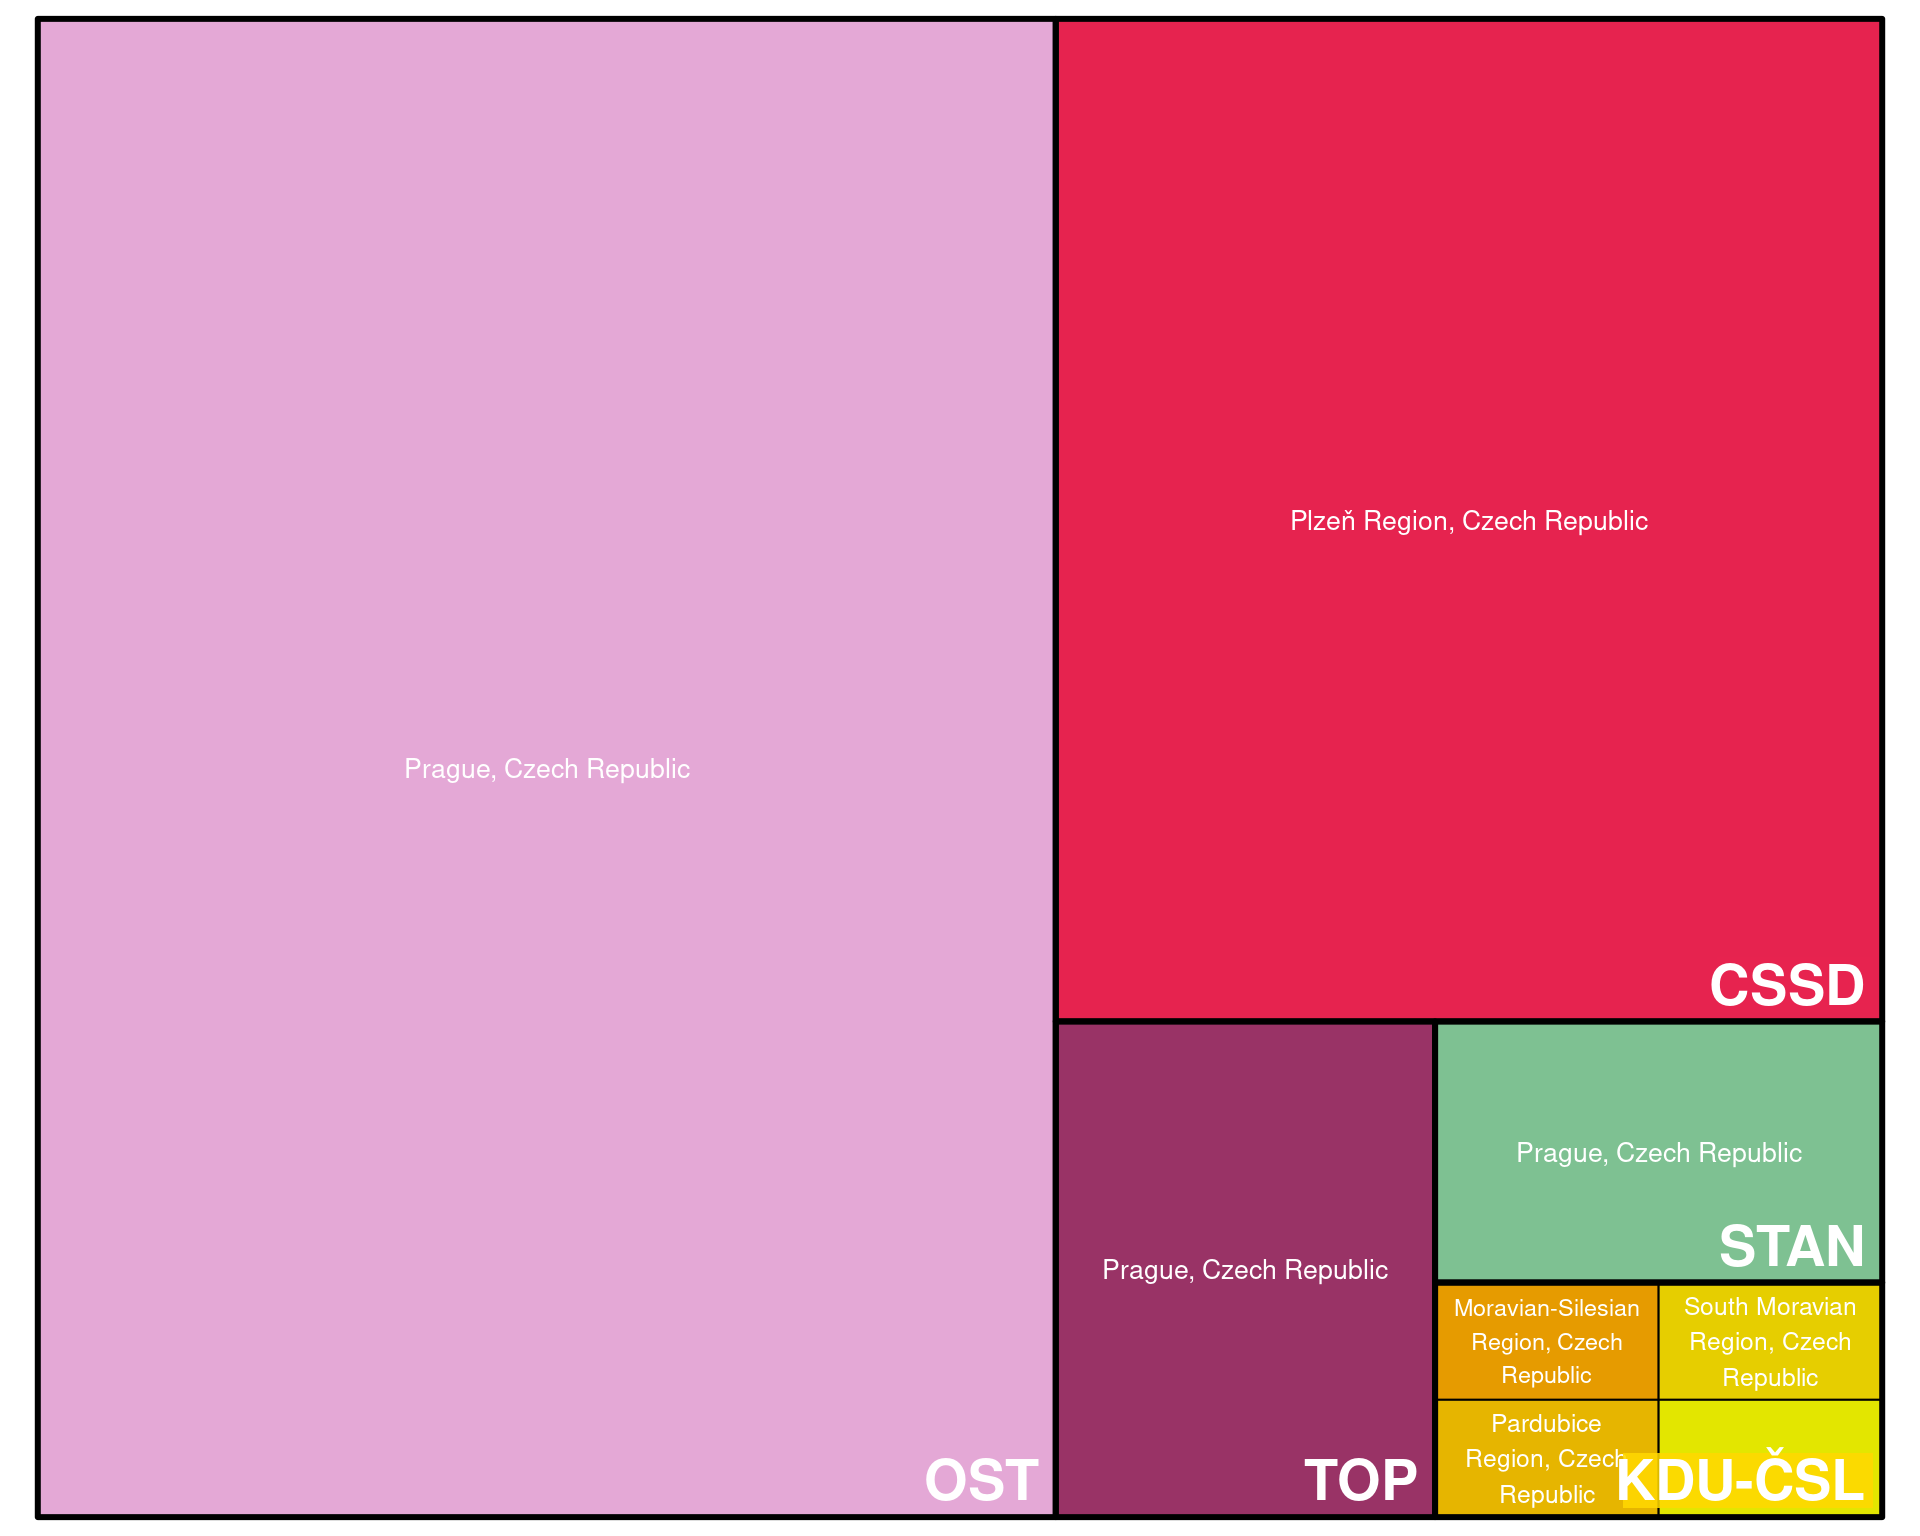 Prague, Czech Republic
OST
Plzeň Region, Czech Republic
CSSD
Prague, Czech Republic
TOP
Prague, Czech Republic
STAN
Moravian-Silesian
Region, Czech
Republic
South Moravian
Region, Czech
Republic
Pardubice
Region, Czech
Republic
KDU-ČSL